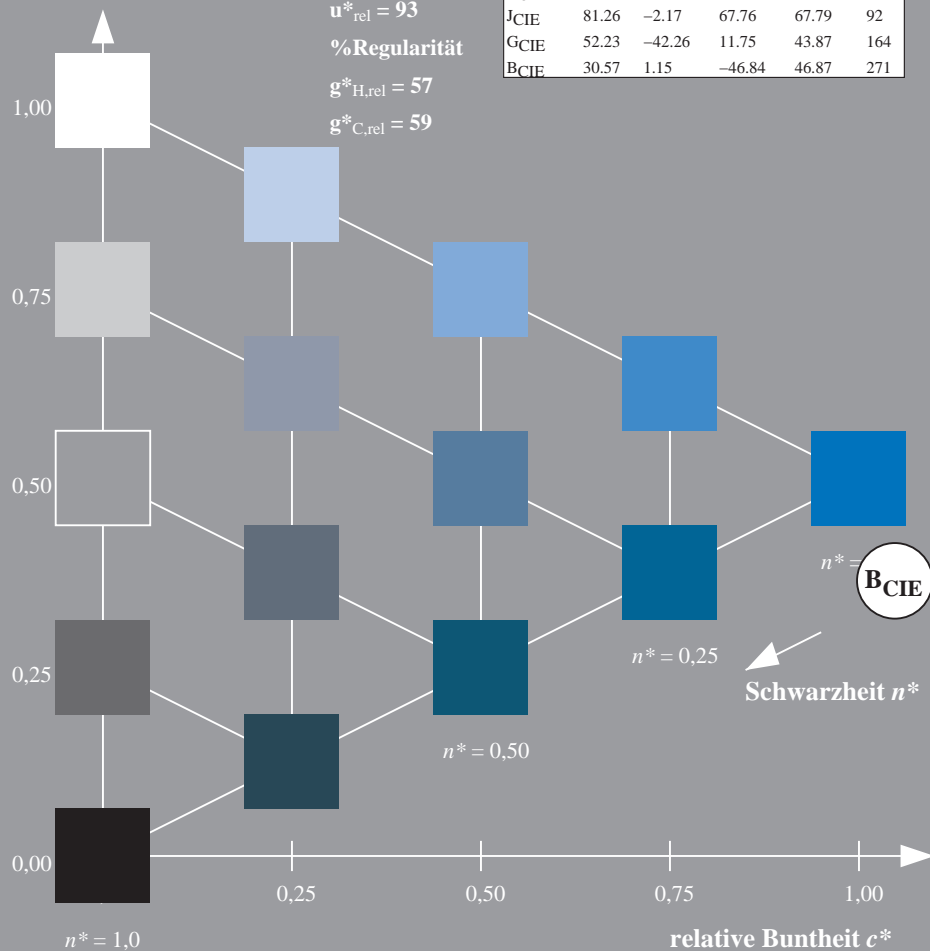 u*rel = 93
%Regularität
g*H,rel = 57
g*C,rel = 59
JCIE 81.26 −2.17 67.76 67.79 92
GCIE 52.23 −42.26 11.75 43.87 164
BCIE 30.57 1.15 −46.84 46.87 271
1,00
0,75
0,50
0,25
0,00
n* =
BCIE
n* = 0,25
Schwarzheit n*
n* = 0,50
0,25 0,50 0,75 1,00
n* = 1,0
relative Buntheit c*